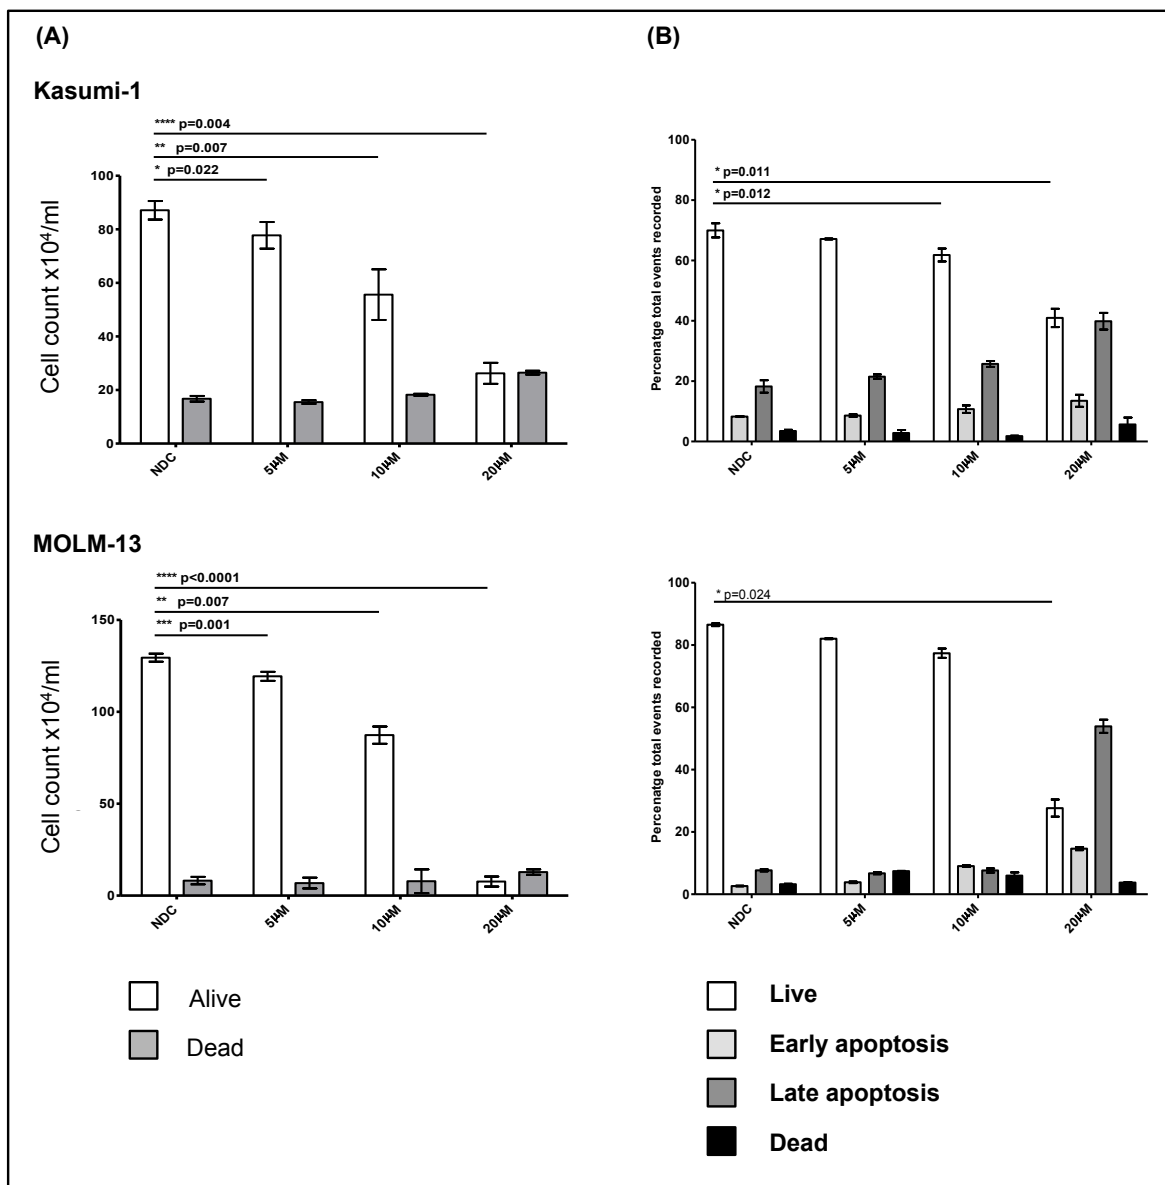 (A)
(B)
Kasumi-1
**** p=0.004
** p=0.007
* p=0.022
Cell count x10⁴/ml
100
80
60
40
20
0
NDC
5µM
10µM
20µM
* p=0.011
* p=0.012
Percenatge total events recorded
100
80
60
40
20
0
NDC
5µM
10µM
20µM
MOLM-13
**** p<0.0001
** p=0.007
*** p=0.001
Cell count x10⁴/ml
150
100
50
0
NDC
5µM
10µM
20µM
* p=0.024
Percenatge total events recorded
100
80
60
40
20
0
NDC
5µM
10µM
20µM
Alive
Dead
Live
Early apoptosis
Late apoptosis
Dead